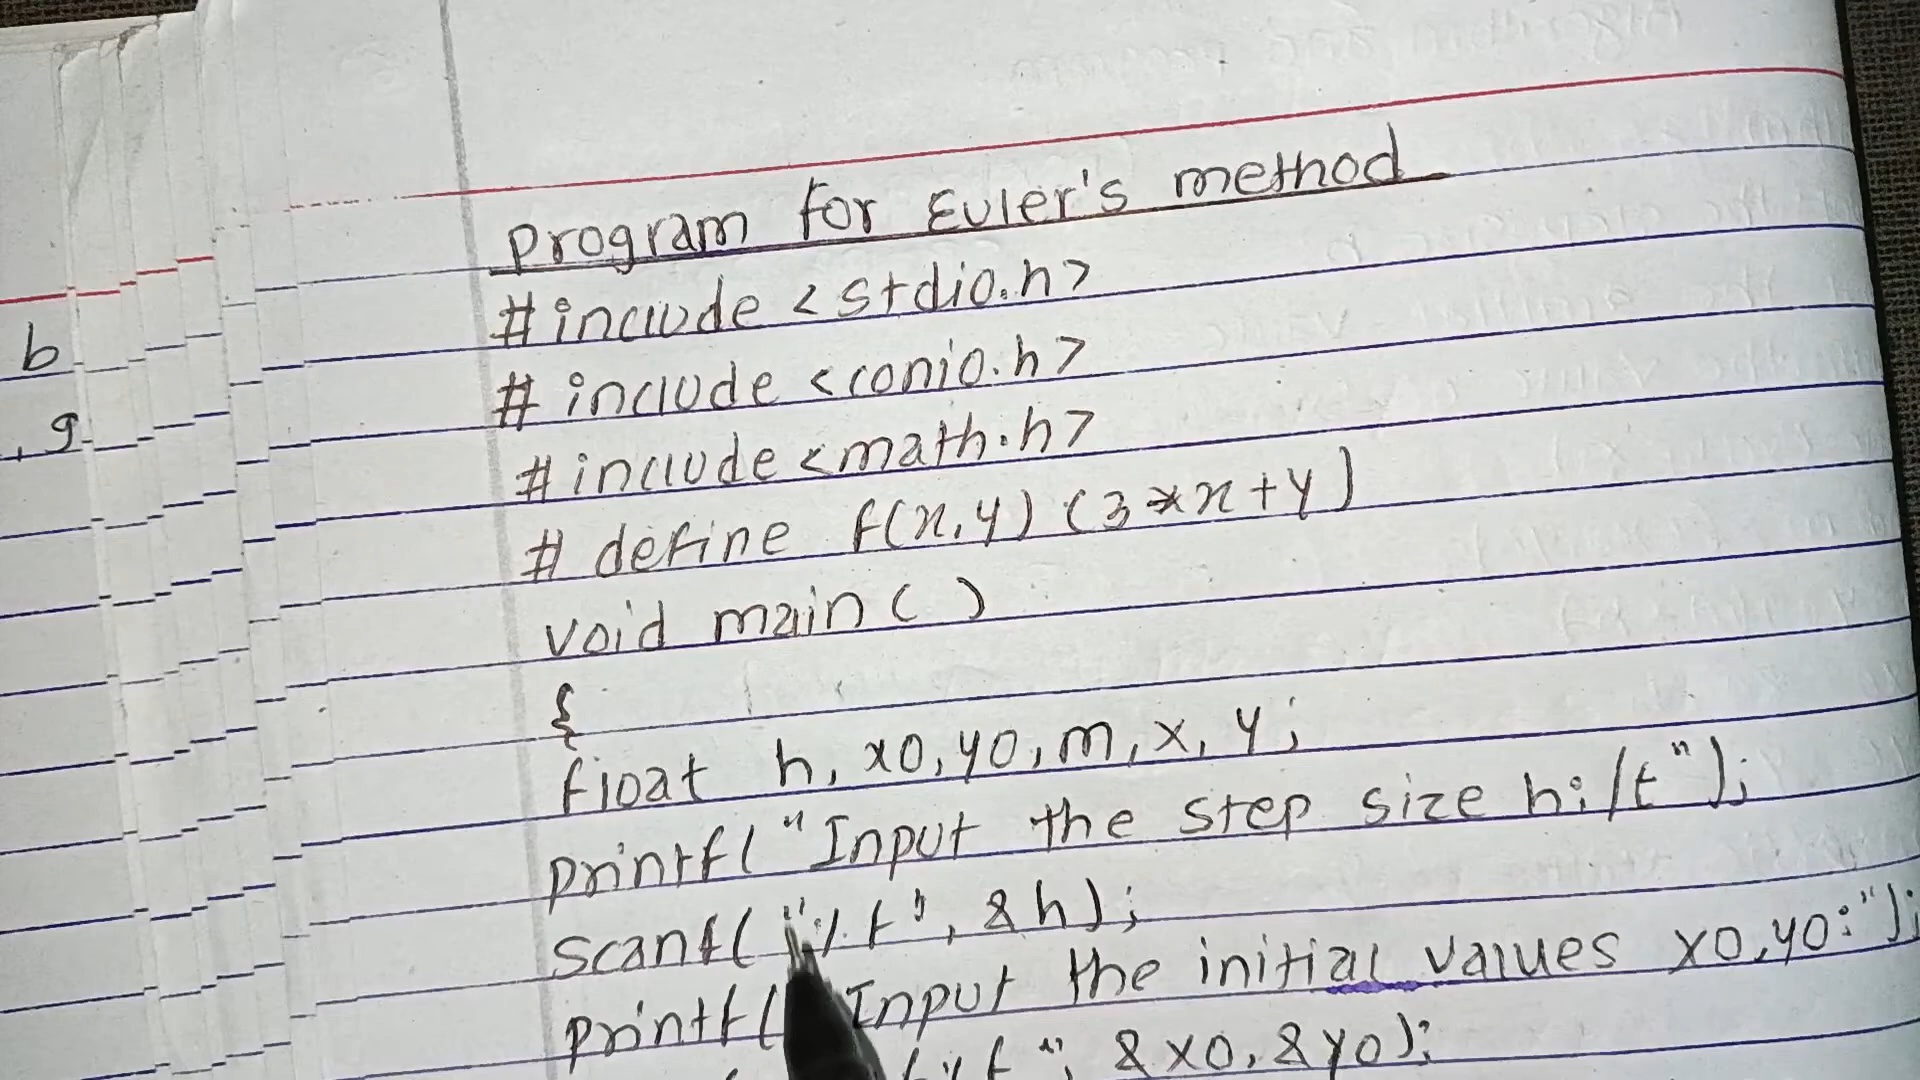 b
, g
Program for Euler's method
#include <stdio.h>
# include <conio.h>
#include <math.h>
# define f(x,y) (3*x+y)
void main ( )
{
float h, x0, y0, m, x, y;
printf( "Input the step size h:/t");
scanf( "%f", &h);
printf( Input the initial values x0, y0:");
%f ", &x0, &y0);